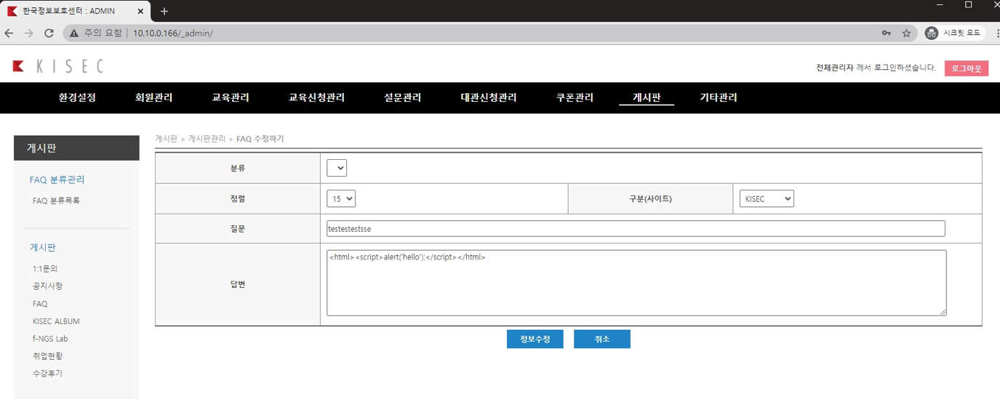 한국정보보호센터 : ADMIN
주의 요함 10.10.0.166/_admin/ 시크릿 모드
KISEC 전체관리자 께서 로그인하셨습니다. 로그아웃
환경설정 회원관리 교육관리 교육신청관리 설문관리 대관신청관리 쿠폰관리 게시판 기타관리
게시판
FAQ 분류관리
FAQ 분류목록
게시판
1:1문의
공지사항
FAQ
KISEC ALBUM
f-NGS Lab
취업현황
수강후기
게시판 > 게시판관리 > FAQ 수정하기
분류
정렬 15 구분(사이트) KISEC
질문 testestestsse
답변 <html><script>alert('hello');</script></html>
정보수정 취소